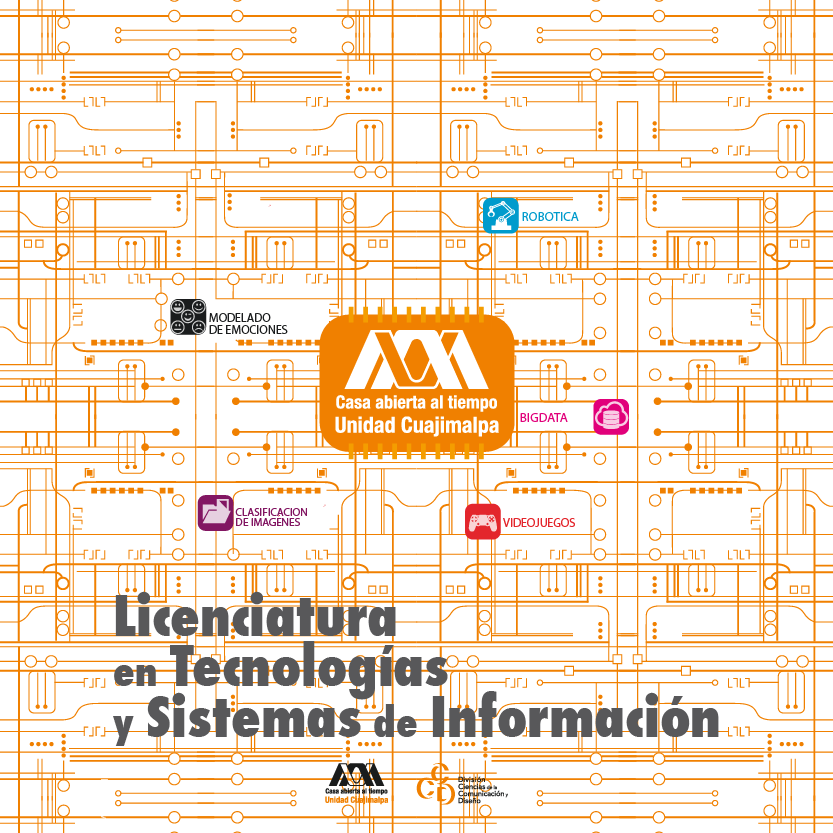 ROBOTICA
MODELADO
DE EMOCIONES
Casa abierta al tiempo
Unidad Cuajimalpa
BIGDATA
CLASIFICACION
DE IMAGENES
VIDEOJUEGOS
Licenciatura
en Tecnologías
y Sistemas de Información
Casa abierta al tiempo
Unidad Cuajimalpa
División
Ciencias de la
Comunicación y
Diseño